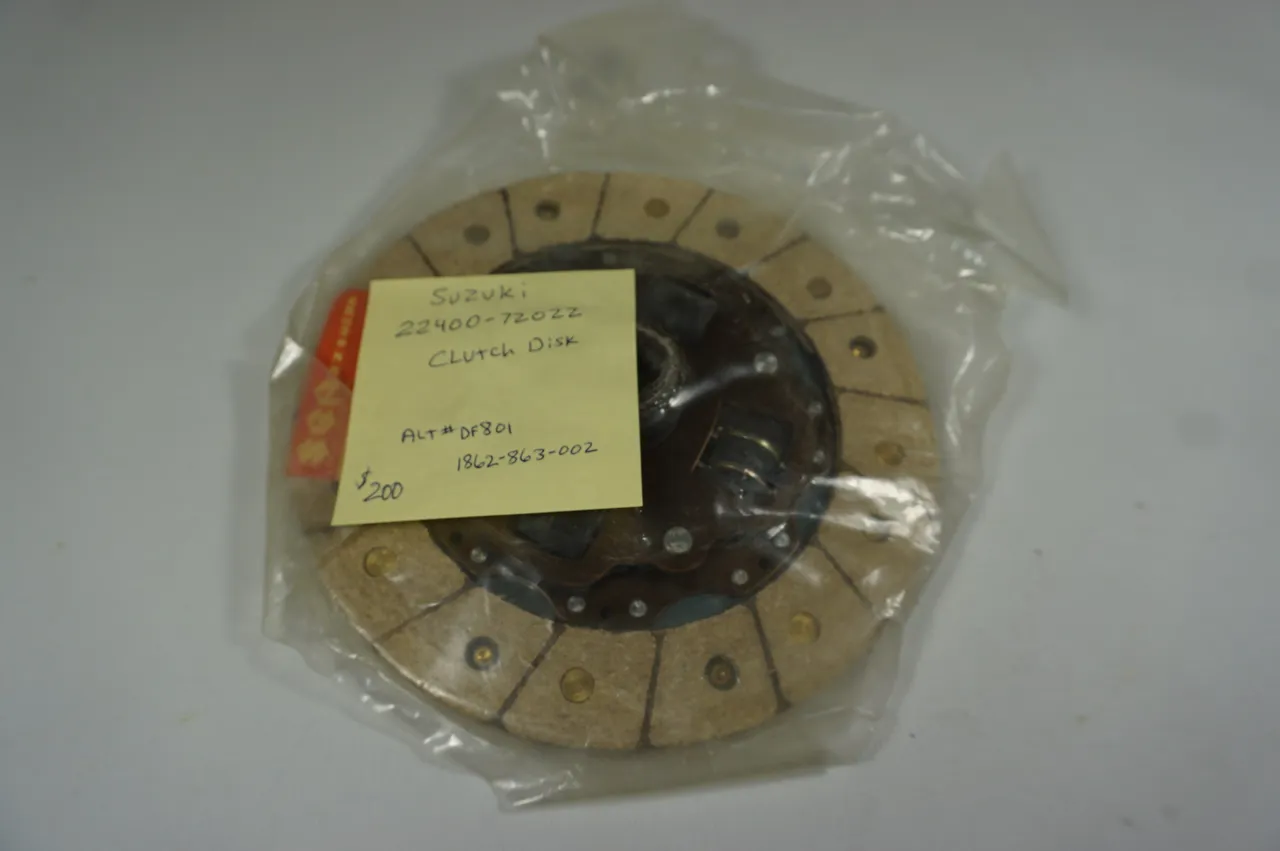 Suzuki
22400-72022
Clutch Disk
ALT# DF801
1862-863-002
$200